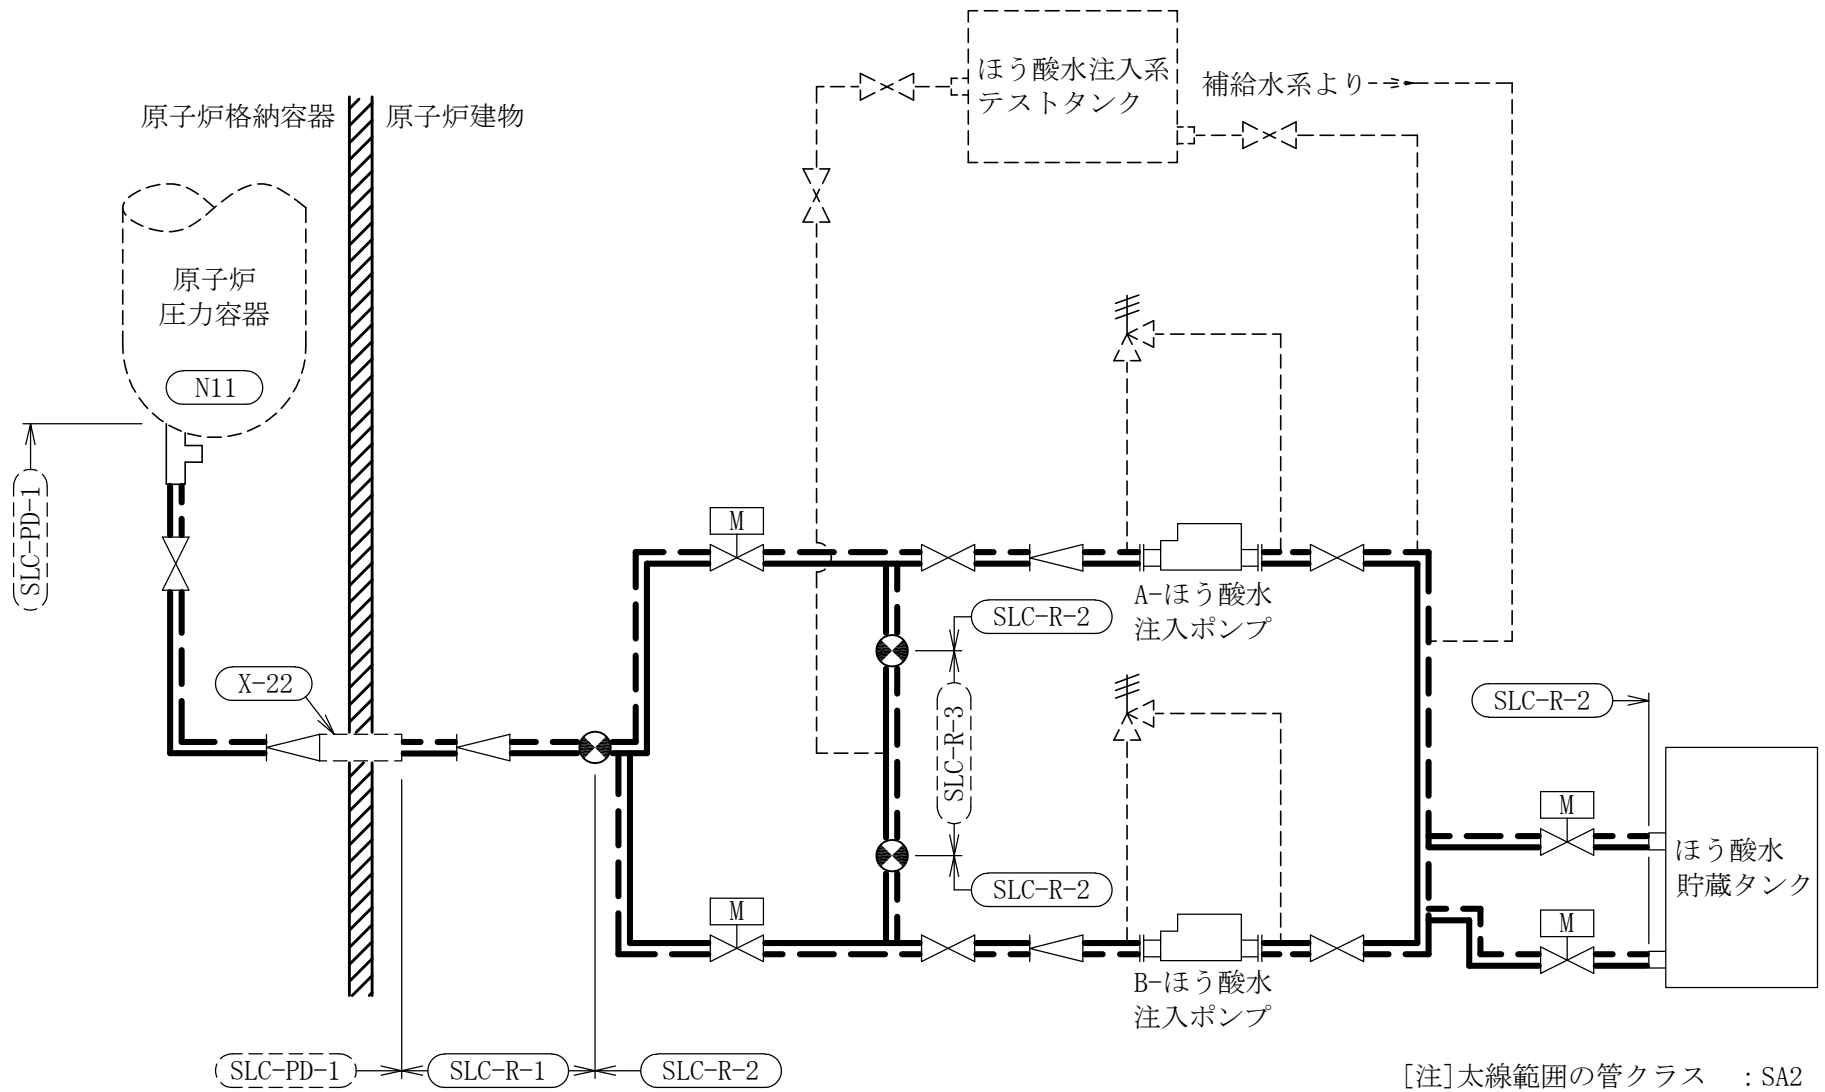 ほう酸水注入系
テストタンク
補給水系より
原子炉格納容器
原子炉建物
原子炉
圧力容器
N11
SLC-PD-1
M
A-ほう酸水
注入ポンプ
SLC-R-2
X-22
SLC-R-3
SLC-R-2
M
SLC-R-2
ほう酸水
貯蔵タンク
M
M
B-ほう酸水
注入ポンプ
SLC-PD-1
SLC-R-1
SLC-R-2
[注]太線範囲の管クラス :SA2